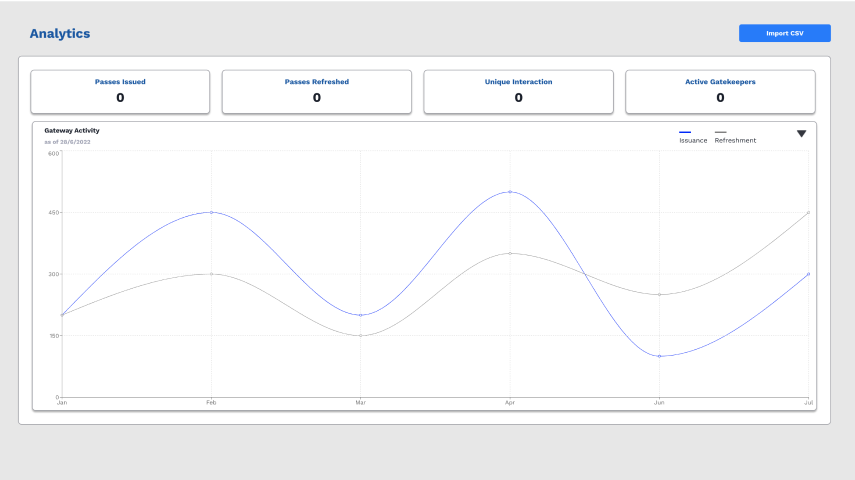 Analytics
Import CSV
Passes Issued
0
Passes Refreshed
0
Unique Interaction
0
Active Gatekeepers
0
Gateway Activity
as of 28/6/2022
Issuance
Refreshment
600
450
300
150
0
Jan
Feb
Mar
Apr
Jun
Jul